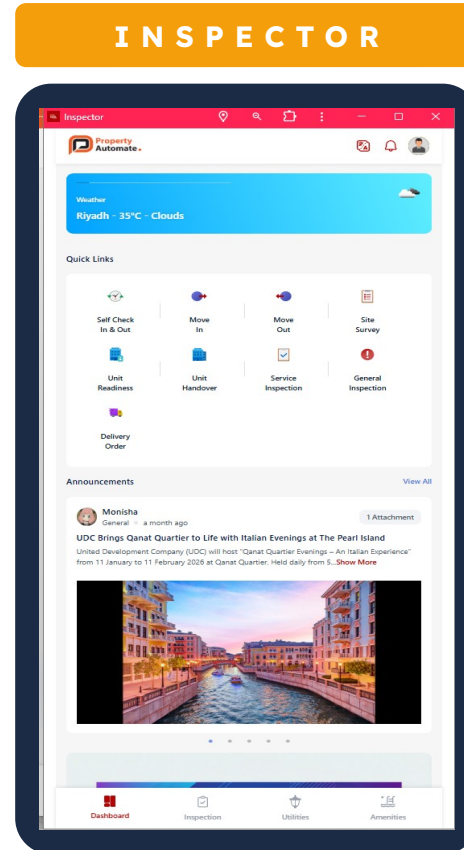 INSPECTOR
Inspector
Property
Automate.
Weather
Riyadh - 35°C - Clouds
Quick Links
Self Check
In & Out
Move
In
Move
Out
Site
Survey
Unit
Readiness
Unit
Handover
Service
Inspection
General
Inspection
Delivery
Order
Announcements
View All
Monisha
General a month ago
1 Attachment
UDC Brings Qanat Quartier to Life with Italian Evenings at The Pearl Island
United Development Company (UDC) will host "Qanat Quartier Evenings – An Italian Experience"
from 11 January to 11 February 2026 at Qanat Quartier. Held daily from 5...Show More
Dashboard
Inspection
Utilities
Amenities